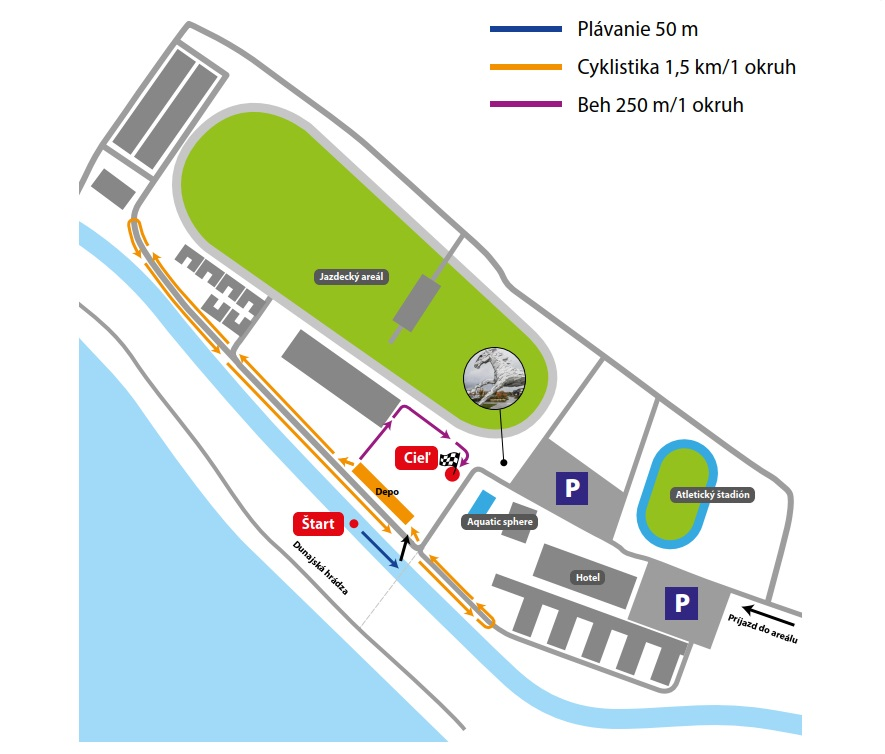 Plávanie 50 m
Cyklistika 1,5 km/1 okruh
Beh 250 m/1 okruh
Jazdecký areál
Cieľ
P
Atletický štadión
Depo
Štart
Aquatic sphere
Dunajská hrádza
Hotel
P
Príjazd do areálu